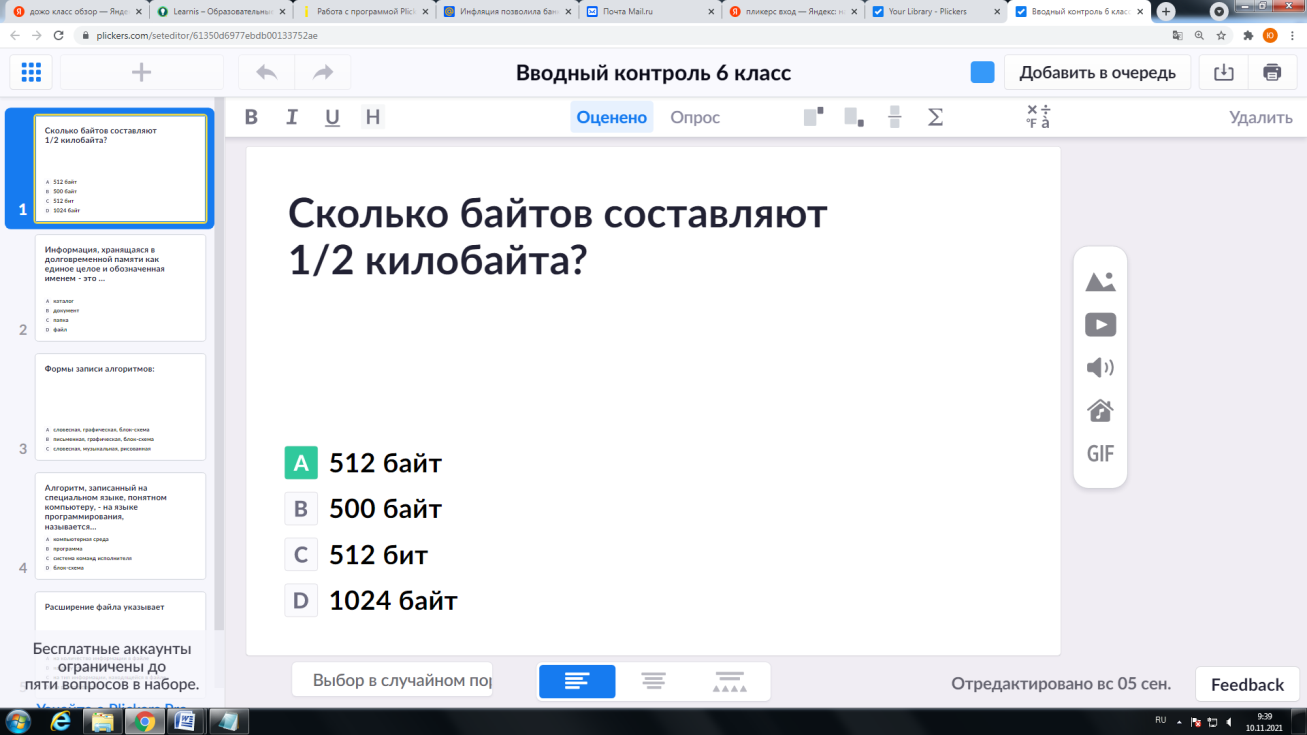 дожо класс обзор — Яндек
Learnis – Образовательны
Работа с программой Plick
Инфляция позволила бан
Почта Mail.ru
пликерс вход — Яндекс: на
Your Library - Plickers
Вводный контроль 6 класс
plickers.com/seteditor/61350d6977ebdb00133752ae
Ю
Вводный контроль 6 класс
Добавить в очередь
B I U H
Оценено
Опрос
Σ
°F à
Удалить
Сколько байтов составляют
1/2 килобайта?
A 512 байт
B 500 байт
C 512 бит
D 1024 байт
1
Информация, хранящаяся в
долговременной памяти как
единое целое и обозначенная
именем - это ...
A каталог
B документ
C папка
D файл
2
Формы записи алгоритмов:
A словесная, графическая, блок-схема
B письменная, графическая, блок-схема
C словесная, музыкальная, рисованная
3
Алгоритм, записанный на
специальном языке, понятном
компьютеру, - на языке
программирования,
называется...
A компьютерная среда
B программа
C система команд исполнителя
D блок-схема
4
Расширение файла указывает
Бесплатные аккаунты
ограничены до
пяти вопросов в наборе.
Сколько байтов составляют
1/2 килобайта?
A 512 байт
B 500 байт
C 512 бит
D 1024 байт
GIF
Выбор в случайном пор
Отредактировано вс 05 сен.
Feedback
RU
9:39
10.11.2021